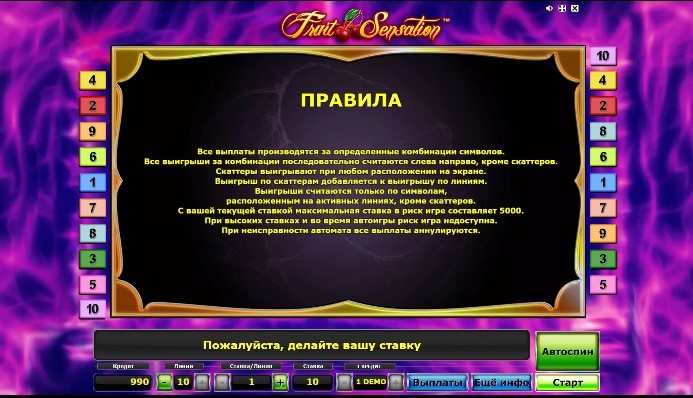 Fruit Sensation™
ПРАВИЛА
Все выплаты производятся за определенные комбинации символов.
Все выигрыши за комбинации последовательно считаются слева направо, кроме скаттеров.
Скаттеры выигрывают при любом расположении на экране.
Выигрыш по скаттерам добавляется к выигрышу по линиям.
Выигрыши считаются только по символам,
расположенным на активных линиях, кроме скаттеров.
С вашей текущей ставкой максимальная ставка в риск игре составляет 5000.
При высоких ставках и во время автоигры риск игра недоступна.
При неисправности автомата все выплаты аннулируются.
4
2
9
6
1
7
8
3
5
10
10
4
2
8
6
1
7
9
3
5
Пожалуйста, делайте вашу ставку
Автоспин
Кредит Линии Ставка/Линия Ставка 1 кредит
990 - 10 1 + 10 1 DEMO Выплаты Ещё инфо Старт